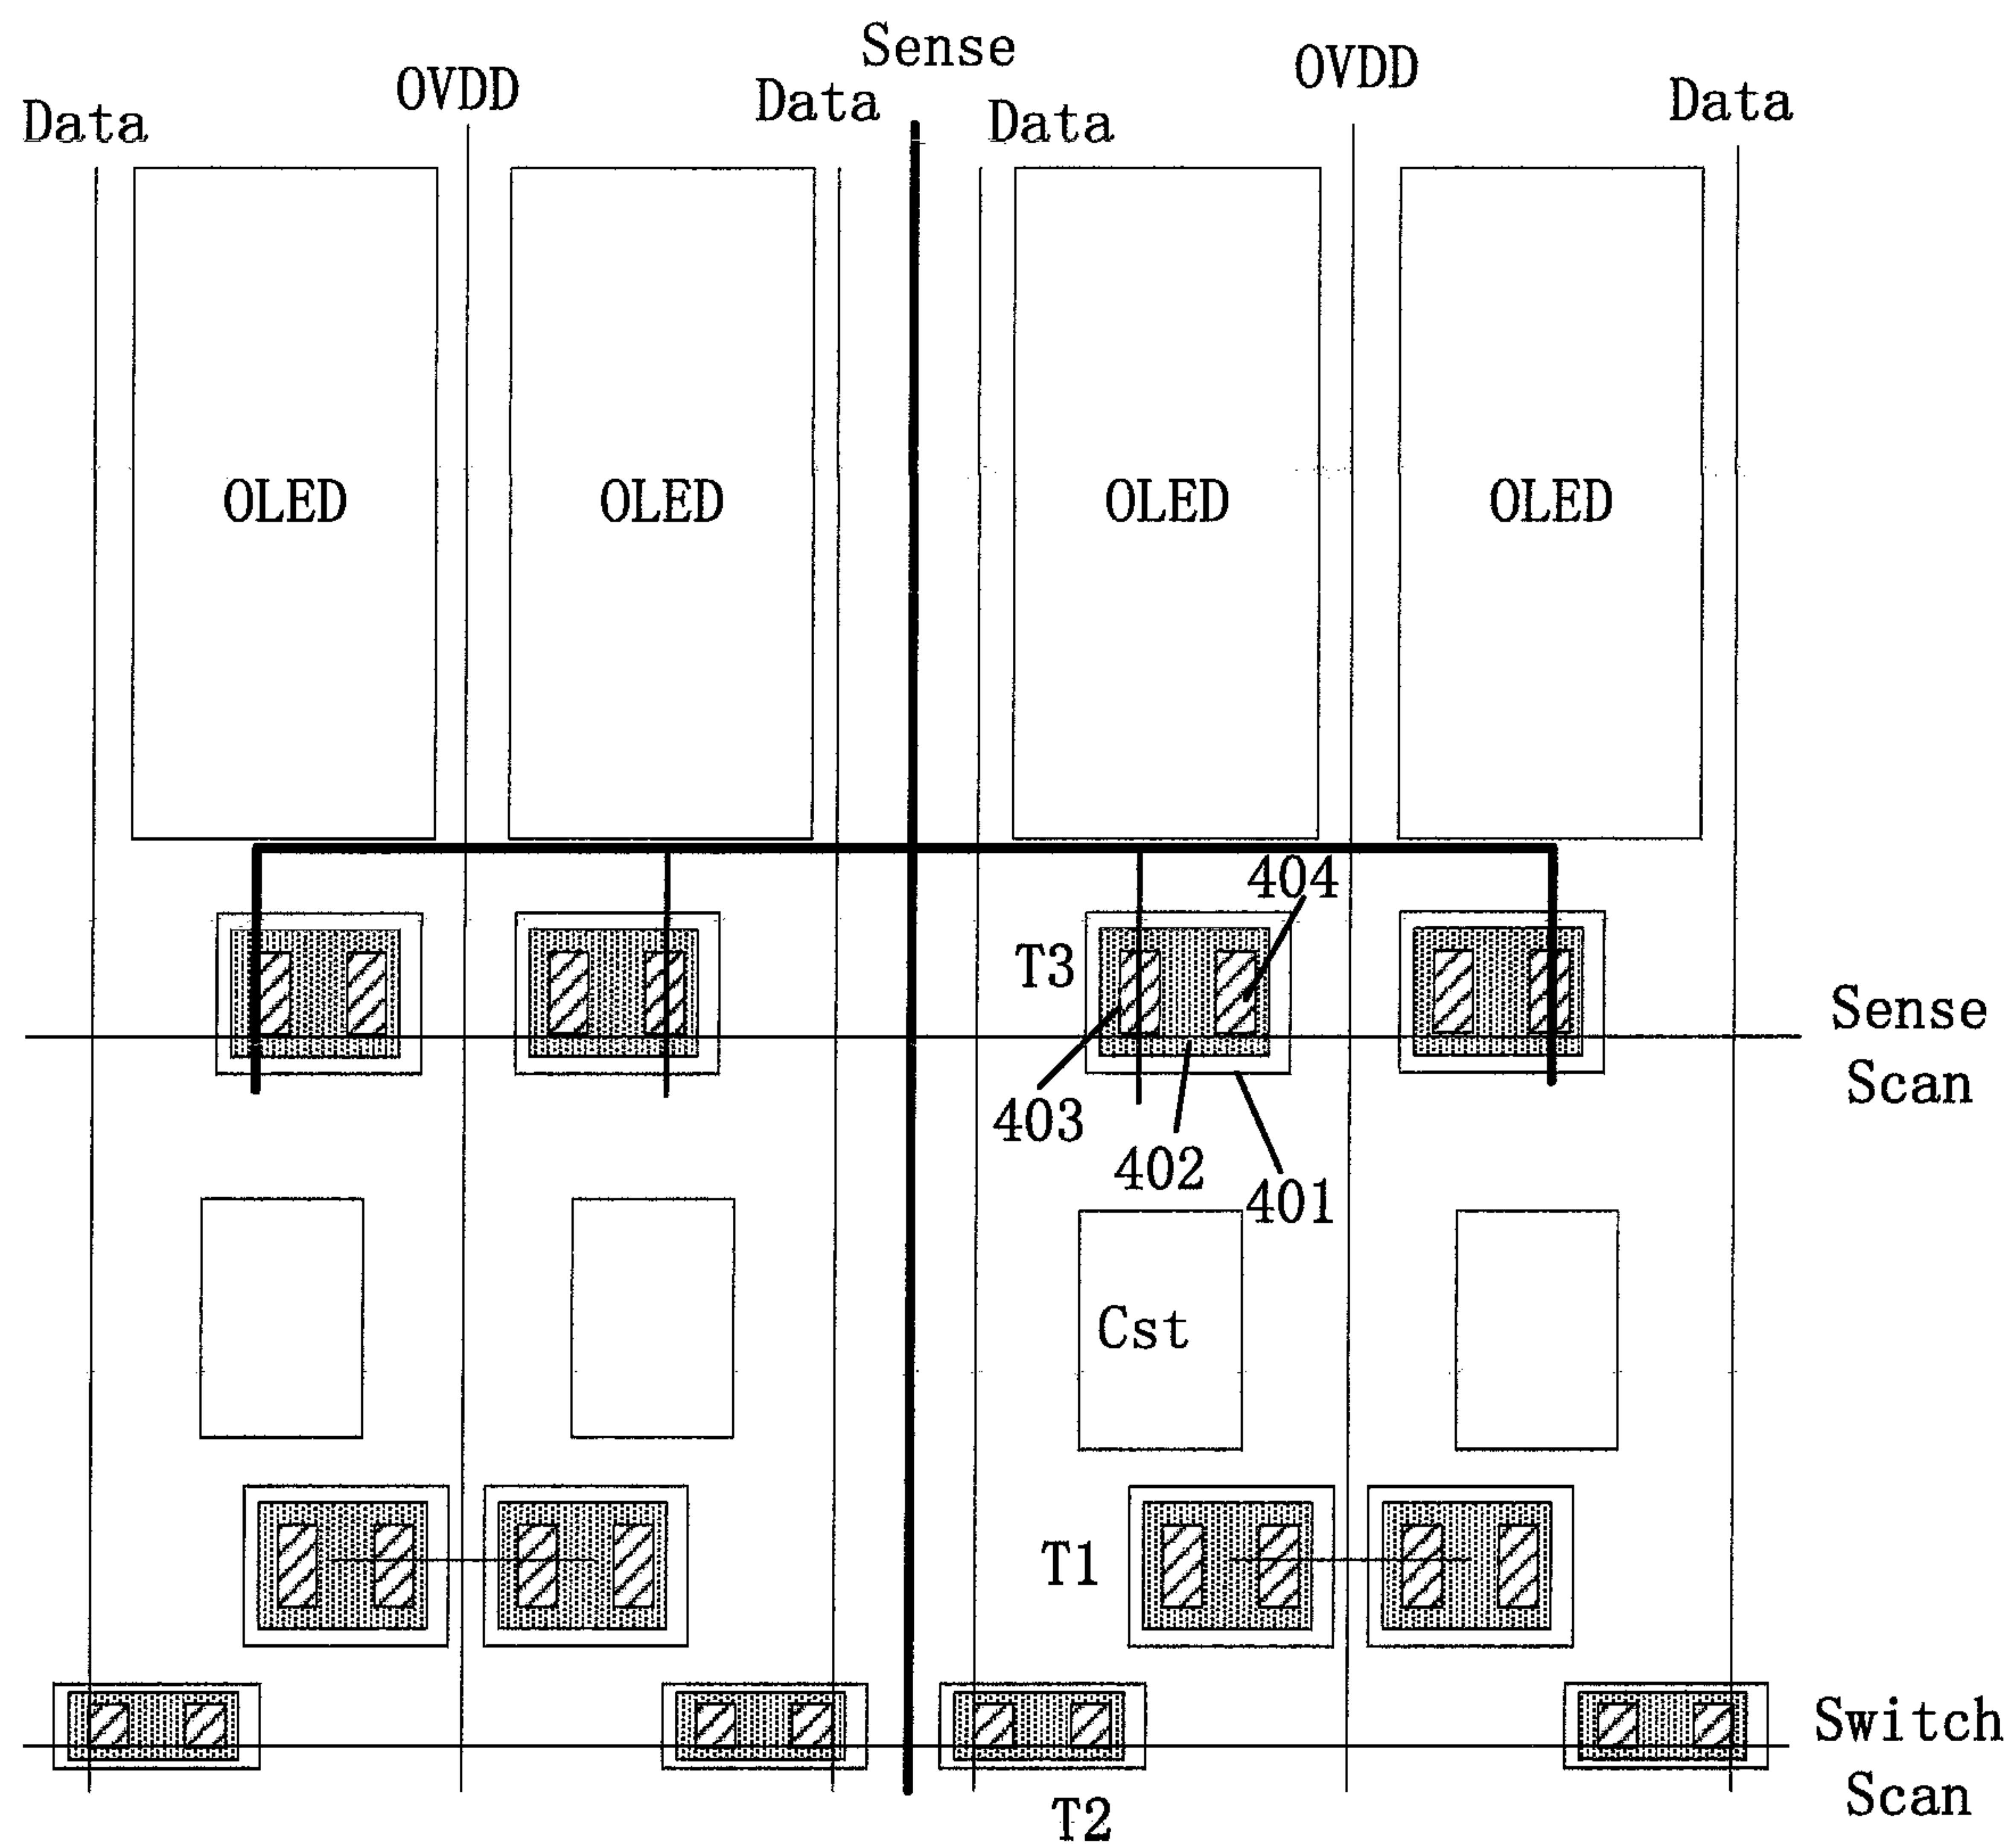 Sense
OVDD
OVDD
Data
Data
Data
Data
OLED
OLED
OLED
OLED
404
T3
Sense
Scan
403
402
401
Cst
T1
Switch
Scan
T2